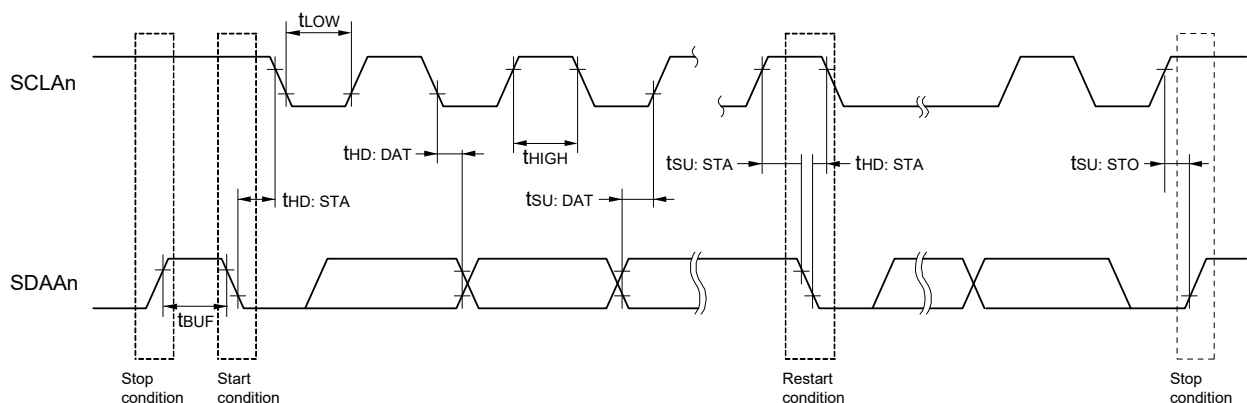 tLOW
SCLAn
tHD: DAT
tHIGH
tSU: STA
tHD: STA
tSU: STO
tHD: STA
tSU: DAT
SDAAn
tBUF
Stop
condition
Start
condition
Restart
condition
Stop
condition